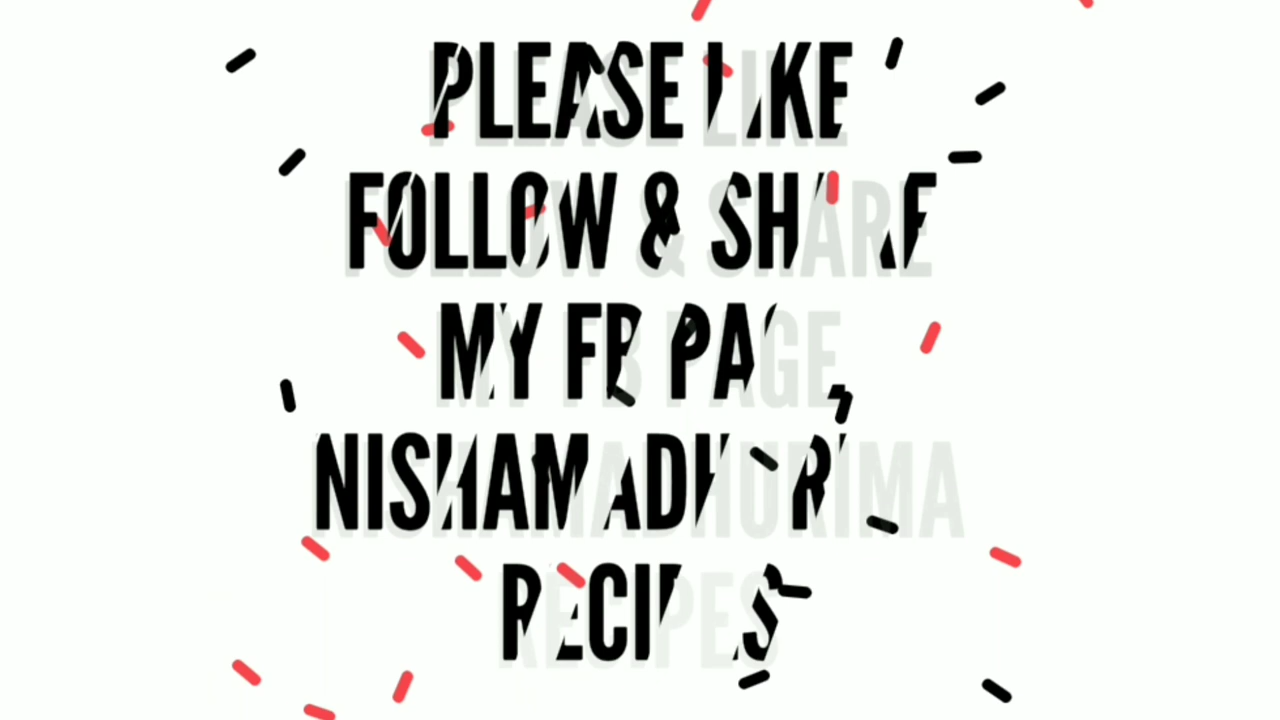 PLEASE LIKE
FOLLOW & SHARE
MY FB PAGE
NISHAMADHURIMA
RECIPES